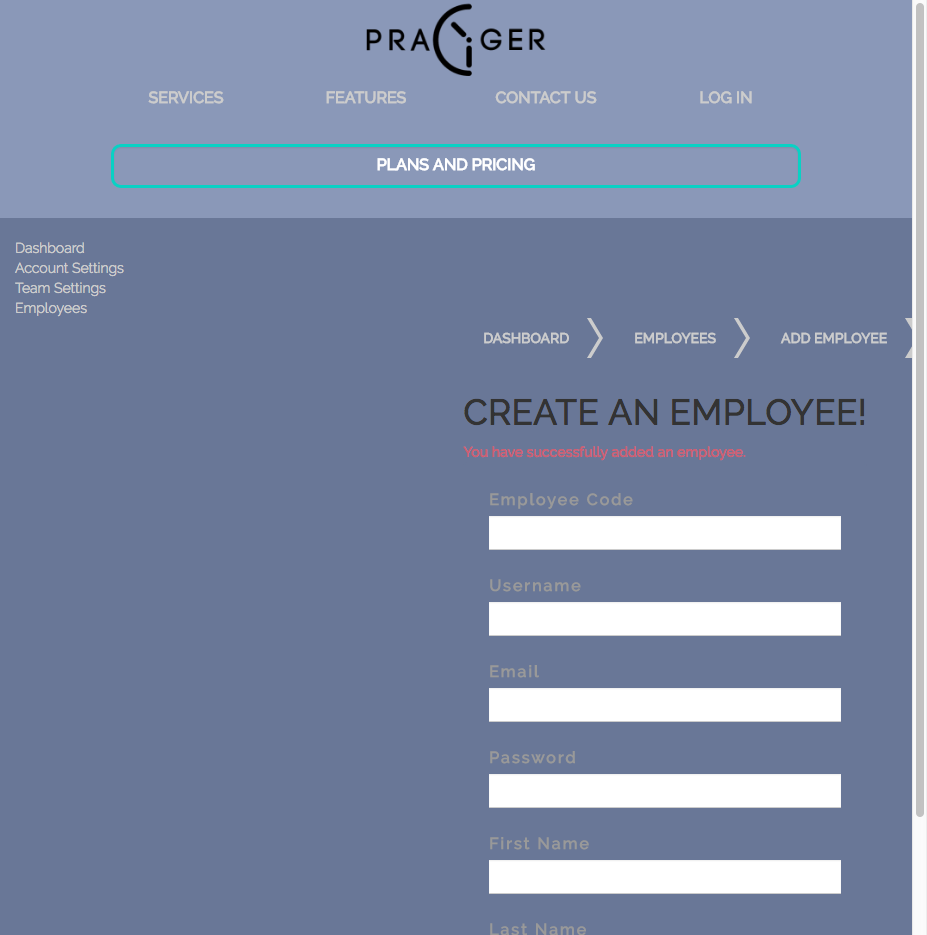 PRAGIGER
SERVICES FEATURES CONTACT US LOG IN
PLANS AND PRICING
Dashboard
Account Settings
Team Settings
Employees
DASHBOARD EMPLOYEES ADD EMPLOYEE
CREATE AN EMPLOYEE!
You have successfully added an employee.
Employee Code
Username
Email
Password
First Name
Last Name